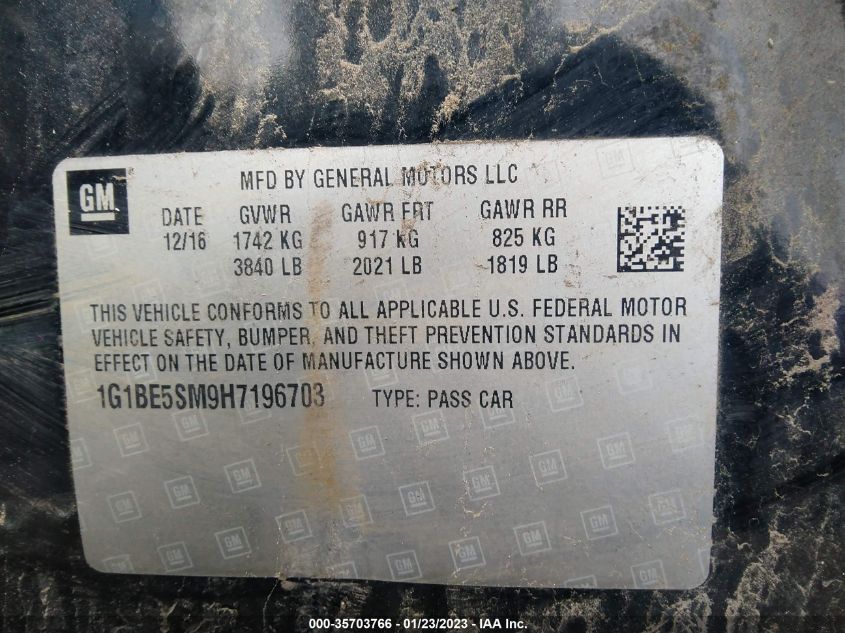 GM
MFD BY GENERAL MOTORS LLC
DATE GVWR GAWR FRT GAWR RR
12/16 1742 KG 917 KG 825 KG
3840 LB 2021 LB 1819 LB
THIS VEHICLE CONFORMS TO ALL APPLICABLE U.S. FEDERAL MOTOR
VEHICLE SAFETY, BUMPER, AND THEFT PREVENTION STANDARDS IN
EFFECT ON THE DATE OF MANUFACTURE SHOWN ABOVE.
1G1BE5SM9H7196703 TYPE: PASS CAR
000-35703766 - 01/23/2023 - © IAA Inc.